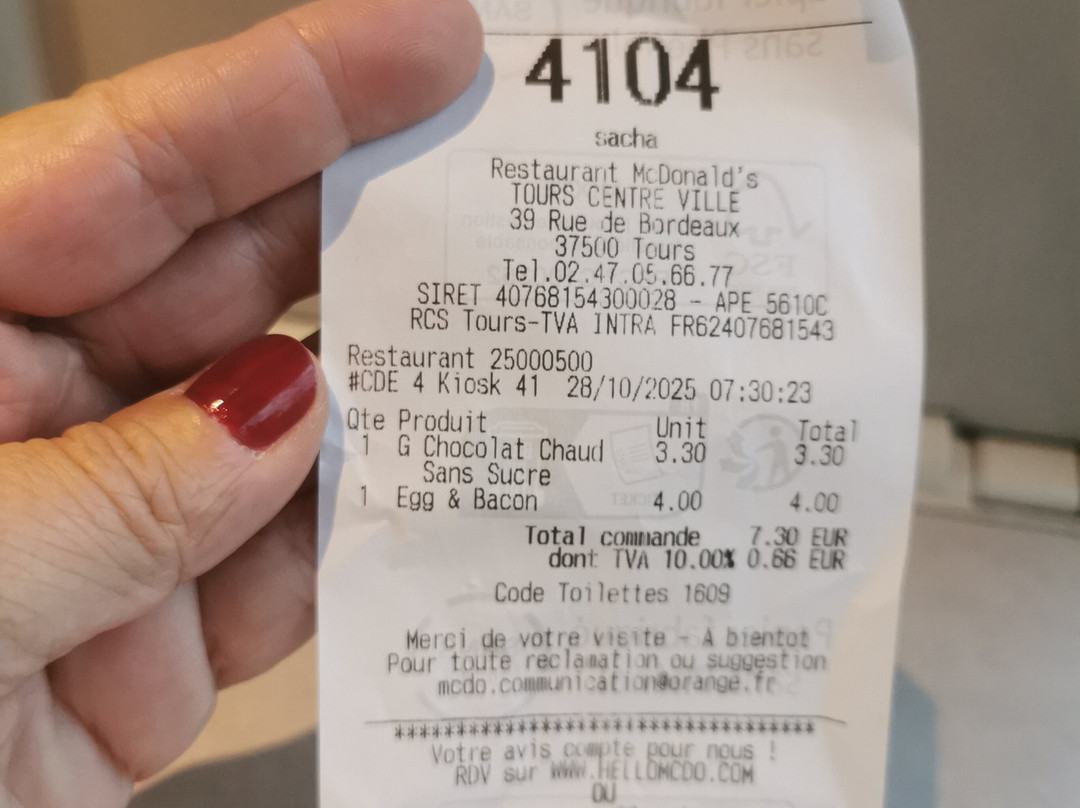 4104
sacha
Restaurant McDonald's
TOURS CENTRE VILLE
39 Rue de Bordeaux
37500 Tours
Tel.02.47.05.66.77
SIRET 40768154300028 - APE 5610C
RCS Tours-TVA INTRA FR62407681543
Restaurant 25000500
#CDE 4 Kiosk 41 28/10/2025 07:30:23
Qte Produit Unit Total
1 G Chocolat Chaud 3.30 3.30
Sans Sucre
1 Egg & Bacon 4.00 4.00
Total commande 7.30 EUR
dont TVA 10.00% 0.66 EUR
Code Toilettes 1609
Merci de votre visite - A bientot
Pour toute reclamation ou suggestion
mcdo.communication@orange.fr
************************************
Votre avis compte pour nous !
RDV sur WWW.HELLOMCDO.COM
OU